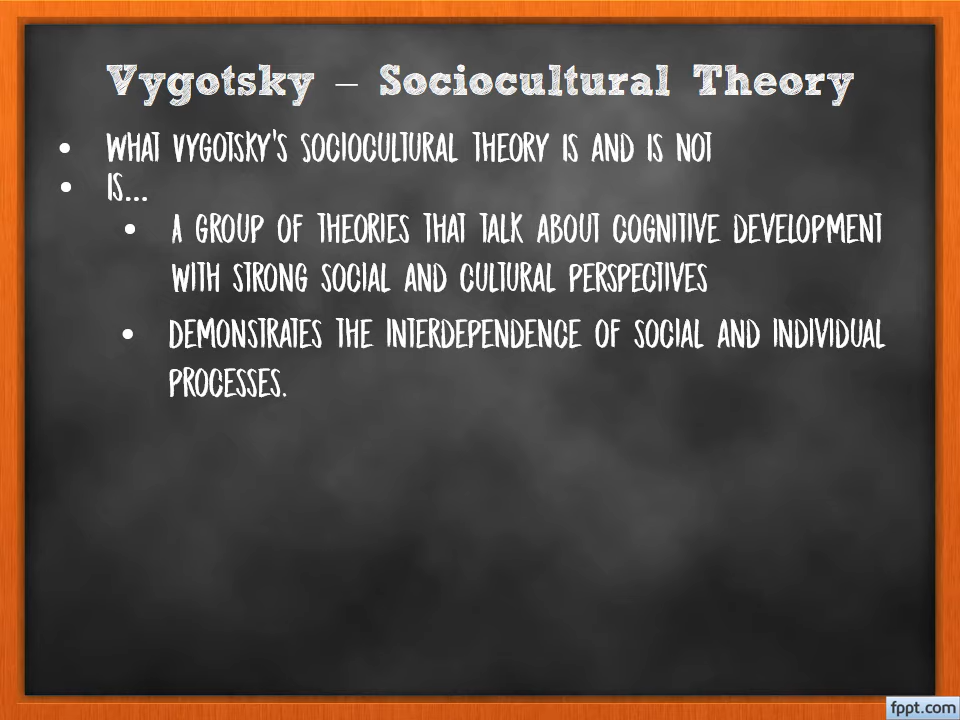 Vygotsky – Sociocultural Theory
• WHAT VYGOTSKY'S SOCIOCULTURAL THEORY IS AND IS NOT
• IS...
• A GROUP OF THEORIES THAT TALK ABOUT COGNITIVE DEVELOPMENT
WITH STRONG SOCIAL AND CULTURAL PERSPECTIVES
• DEMONSTRATES THE INTERDEPENDENCE OF SOCIAL AND INDIVIDUAL
PROCESSES.
fppt.com